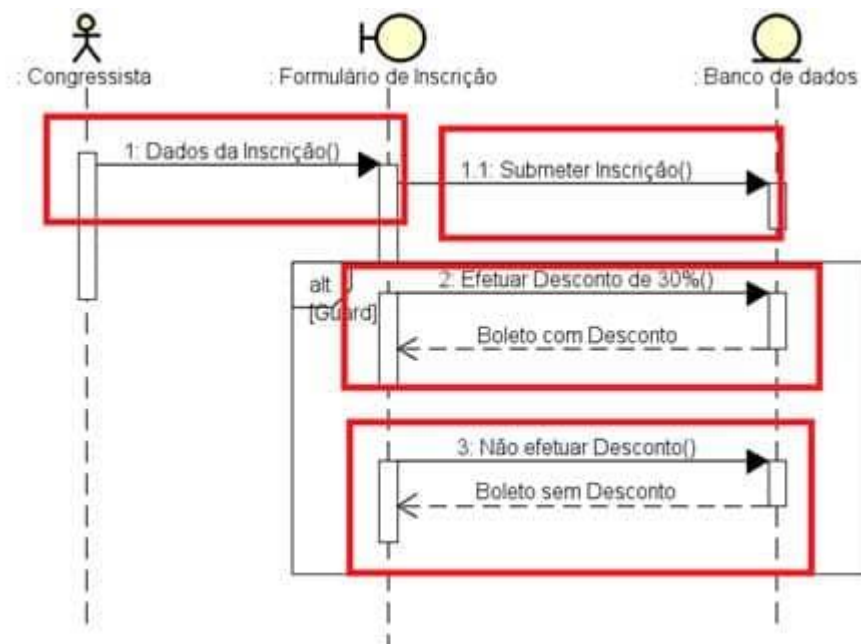 : Congressista
: Formulário de Inscrição
: Banco de dados
1: Dados da Inscrição()
1.1: Submeter Inscrição()
alt
[Guard]
2: Efetuar Desconto de 30%()
Boleto com Desconto
3: Não efetuar Desconto()
Boleto sem Desconto